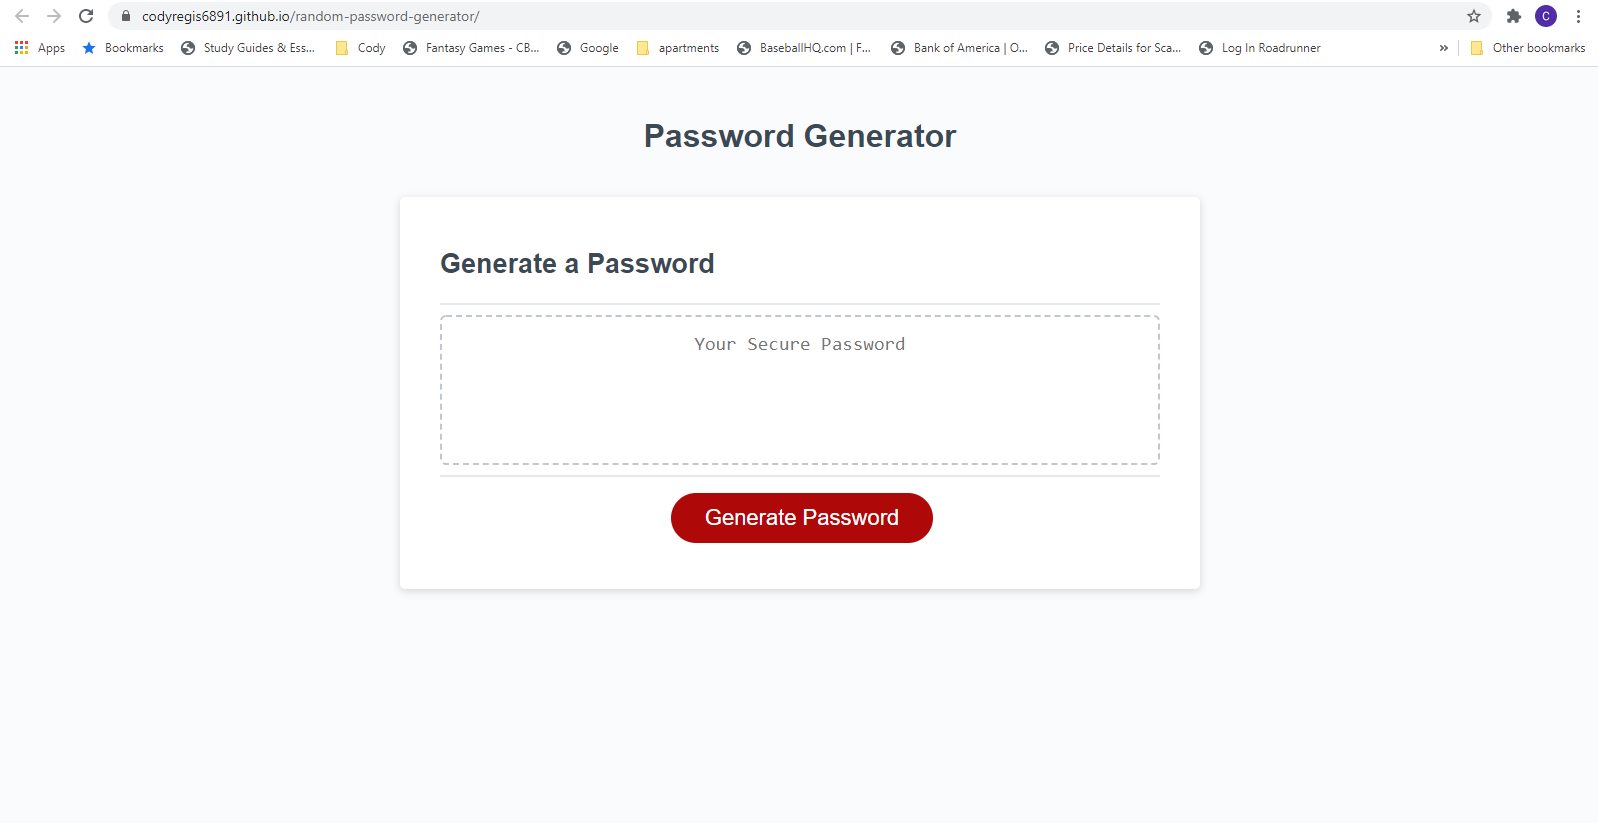 codyregis6891.github.io/random-password-generator/
C
Apps Bookmarks Study Guides & Ess... Cody Fantasy Games - CB... Google apartments BaseballHQ.com | F... Bank of America | O... Price Details for Sca... Log In Roadrunner » Other bookmarks
Password Generator
Generate a Password
Your Secure Password
Generate Password